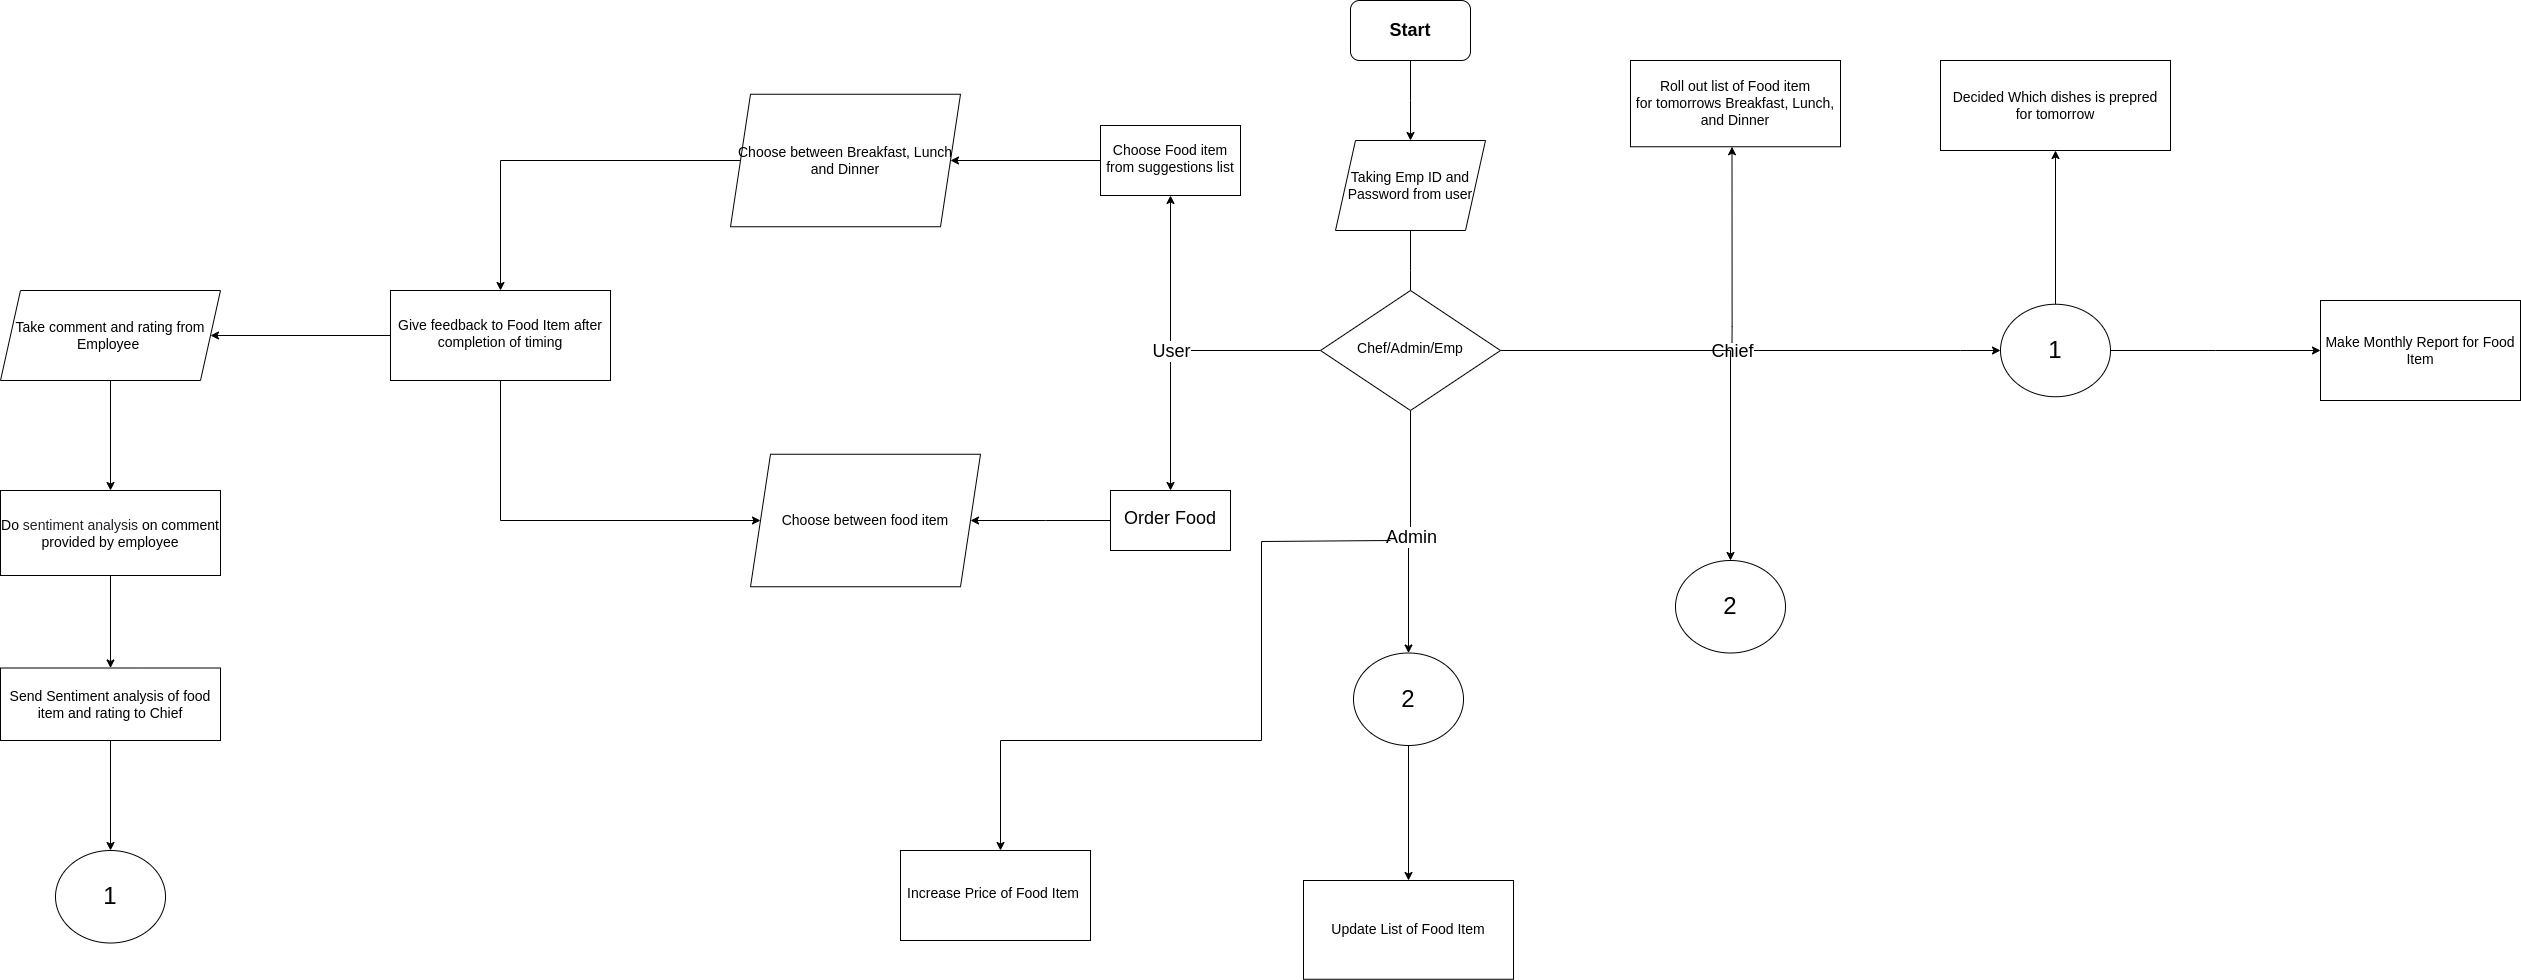 Start
Roll out list of Food item
for tomorrows Breakfast, Lunch,
and Dinner
Decided Which dishes is prepred
for tomorrow
Choose between Breakfast, Lunch
and Dinner
Choose Food item
from suggestions list
Taking Emp ID and
Password from user
Take comment and rating from
Employee
Give feedback to Food Item after
completion of timing
User
Chef/Admin/Emp
Chief
1
Make Monthly Report for Food
Item
Do sentiment analysis on comment
provided by employee
Choose between food item
Order Food
Admin
2
Send Sentiment analysis of food
item and rating to Chief
2
1
Increase Price of Food Item
Update List of Food Item